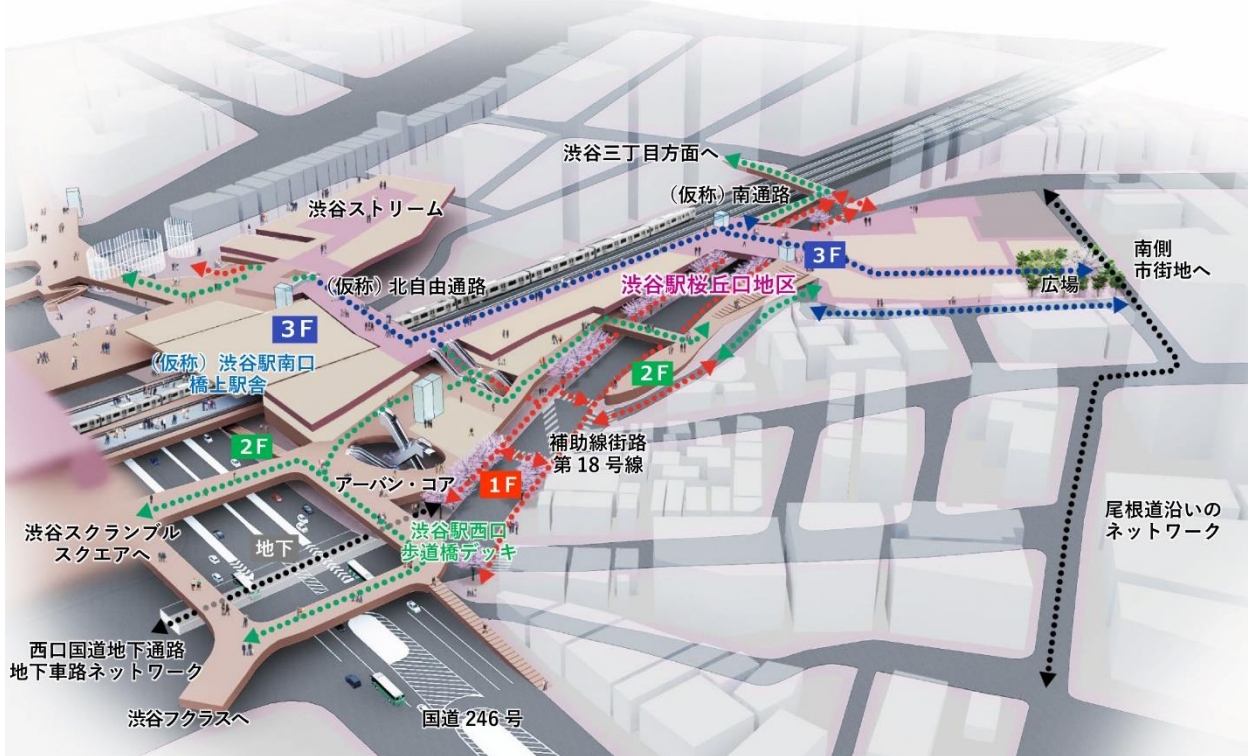 渋谷三丁目方面へ
(仮称)南通路
渋谷ストリーム
3F
南側
市街地へ
(仮称)北自由通路
渋谷駅桜丘口地区
広場
3F
(仮称)渋谷駅南口
橋上駅舎
2F
2F
補助線街路
第18号線
アーバン・コア
1F
渋谷スクランブル
スクエアへ
地下
渋谷駅西口
歩道橋デッキ
尾根道沿いの
ネットワーク
西口国道地下通路
地下車路ネットワーク
渋谷フクラスへ
国道246号